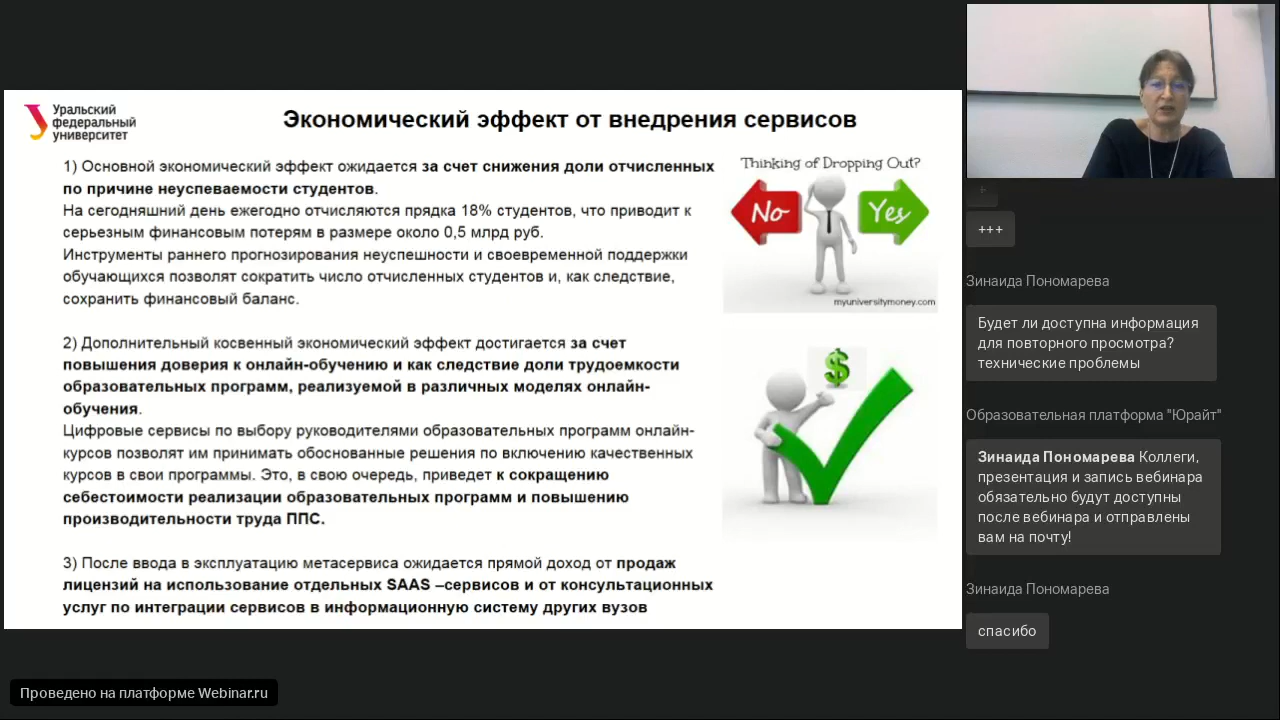 Уральский
федеральный
университет
Экономический эффект от внедрения сервисов
1) Основной экономический эффект ожидается за счет снижения доли отчисленных
по причине неуспеваемости студентов.
На сегодняшний день ежегодно отчисляются прядка 18% студентов, что приводит к
серьезным финансовым потерям в размере около 0,5 млрд руб.
Инструменты раннего прогнозирования неуспешности и своевременной поддержки
обучающихся позволят сократить число отчисленных студентов и, как следствие,
сохранить финансовый баланс.
2) Дополнительный косвенный экономический эффект достигается за счет
повышения доверия к онлайн-обучению и как следствие доли трудоемкости
образовательных программ, реализуемой в различных моделях онлайн-
обучения.
Цифровые сервисы по выбору руководителями образовательных программ онлайн-
курсов позволят им принимать обоснованные решения по включению качественных
курсов в свои программы. Это, в свою очередь, приведет к сокращению
себестоимости реализации образовательных программ и повышению
производительности труда ППС.
3) После ввода в эксплуатацию метасервиса ожидается прямой доход от продаж
лицензий на использование отдельных SAAS –сервисов и от консультационных
услуг по интеграции сервисов в информационную систему других вузов
Thinking of Dropping Out?
No
Yes
myuniversitymoney.com
$
+
+++
Зинаида Пономарева
Будет ли доступна информация
для повторного просмотра?
технические проблемы
Образовательная платформа "Юрайт"
Зинаида Пономарева Коллеги,
презентация и запись вебинара
обязательно будут доступны
после вебинара и отправлены
вам на почту!
Зинаида Пономарева
спасибо
Проведено на платформе Webinar.ru